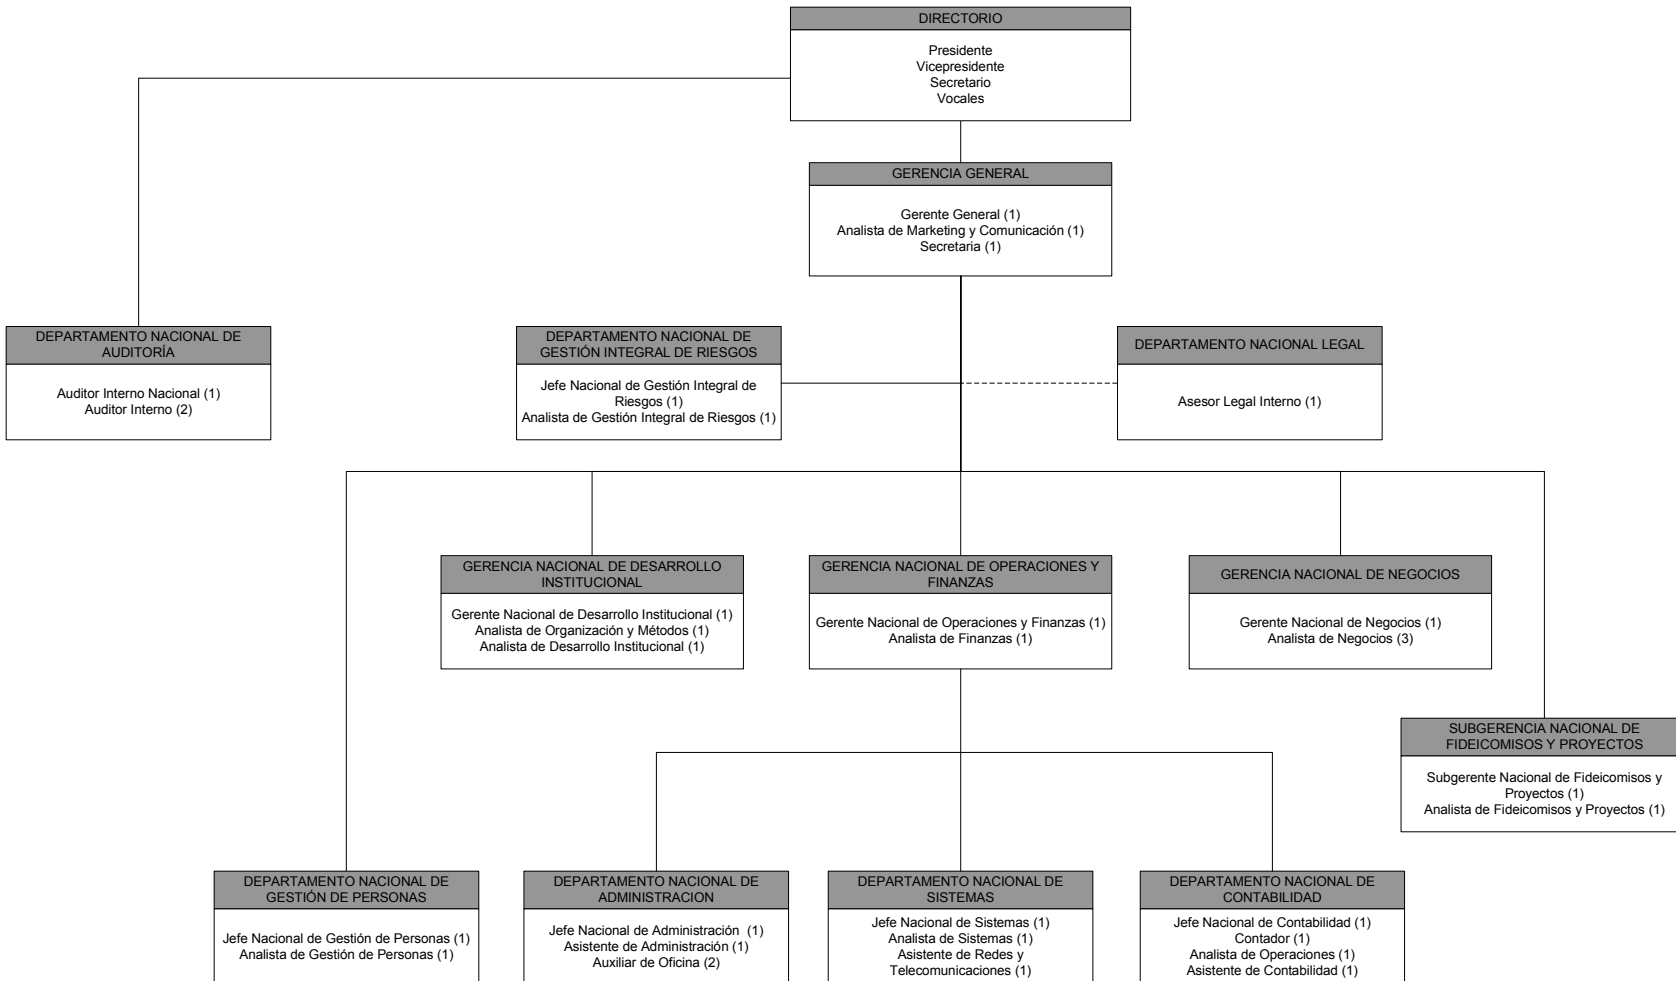 DIRECTORIO
Presidente
Vicepresidente
Secretario
Vocales
GERENCIA GENERAL
Gerente General (1)
Analista de Marketing y Comunicación (1)
Secretaria (1)
DEPARTAMENTO NACIONAL DE
AUDITORÍA
Auditor Interno Nacional (1)
Auditor Interno (2)
DEPARTAMENTO NACIONAL DE
GESTIÓN INTEGRAL DE RIESGOS
Jefe Nacional de Gestión Integral de
Riesgos (1)
Analista de Gestión Integral de Riesgos (1)
DEPARTAMENTO NACIONAL LEGAL
Asesor Legal Interno (1)
GERENCIA NACIONAL DE DESARROLLO
INSTITUCIONAL
Gerente Nacional de Desarrollo Institucional (1)
Analista de Organización y Métodos (1)
Analista de Desarrollo Institucional (1)
GERENCIA NACIONAL DE OPERACIONES Y
FINANZAS
Gerente Nacional de Operaciones y Finanzas (1)
Analista de Finanzas (1)
GERENCIA NACIONAL DE NEGOCIOS
Gerente Nacional de Negocios (1)
Analista de Negocios (3)
SUBGERENCIA NACIONAL DE
FIDEICOMISOS Y PROYECTOS
Subgerente Nacional de Fideicomisos y
Proyectos (1)
Analista de Fideicomisos y Proyectos (1)
DEPARTAMENTO NACIONAL DE
GESTIÓN DE PERSONAS
Jefe Nacional de Gestión de Personas (1)
Analista de Gestión de Personas (1)
DEPARTAMENTO NACIONAL DE
ADMINISTRACION
Jefe Nacional de Administración (1)
Asistente de Administración (1)
Auxiliar de Oficina (2)
DEPARTAMENTO NACIONAL DE
SISTEMAS
Jefe Nacional de Sistemas (1)
Analista de Sistemas (1)
Asistente de Redes y
Telecomunicaciones (1)
DEPARTAMENTO NACIONAL DE
CONTABILIDAD
Jefe Nacional de Contabilidad (1)
Contador (1)
Analista de Operaciones (1)
Asistente de Contabilidad (1)